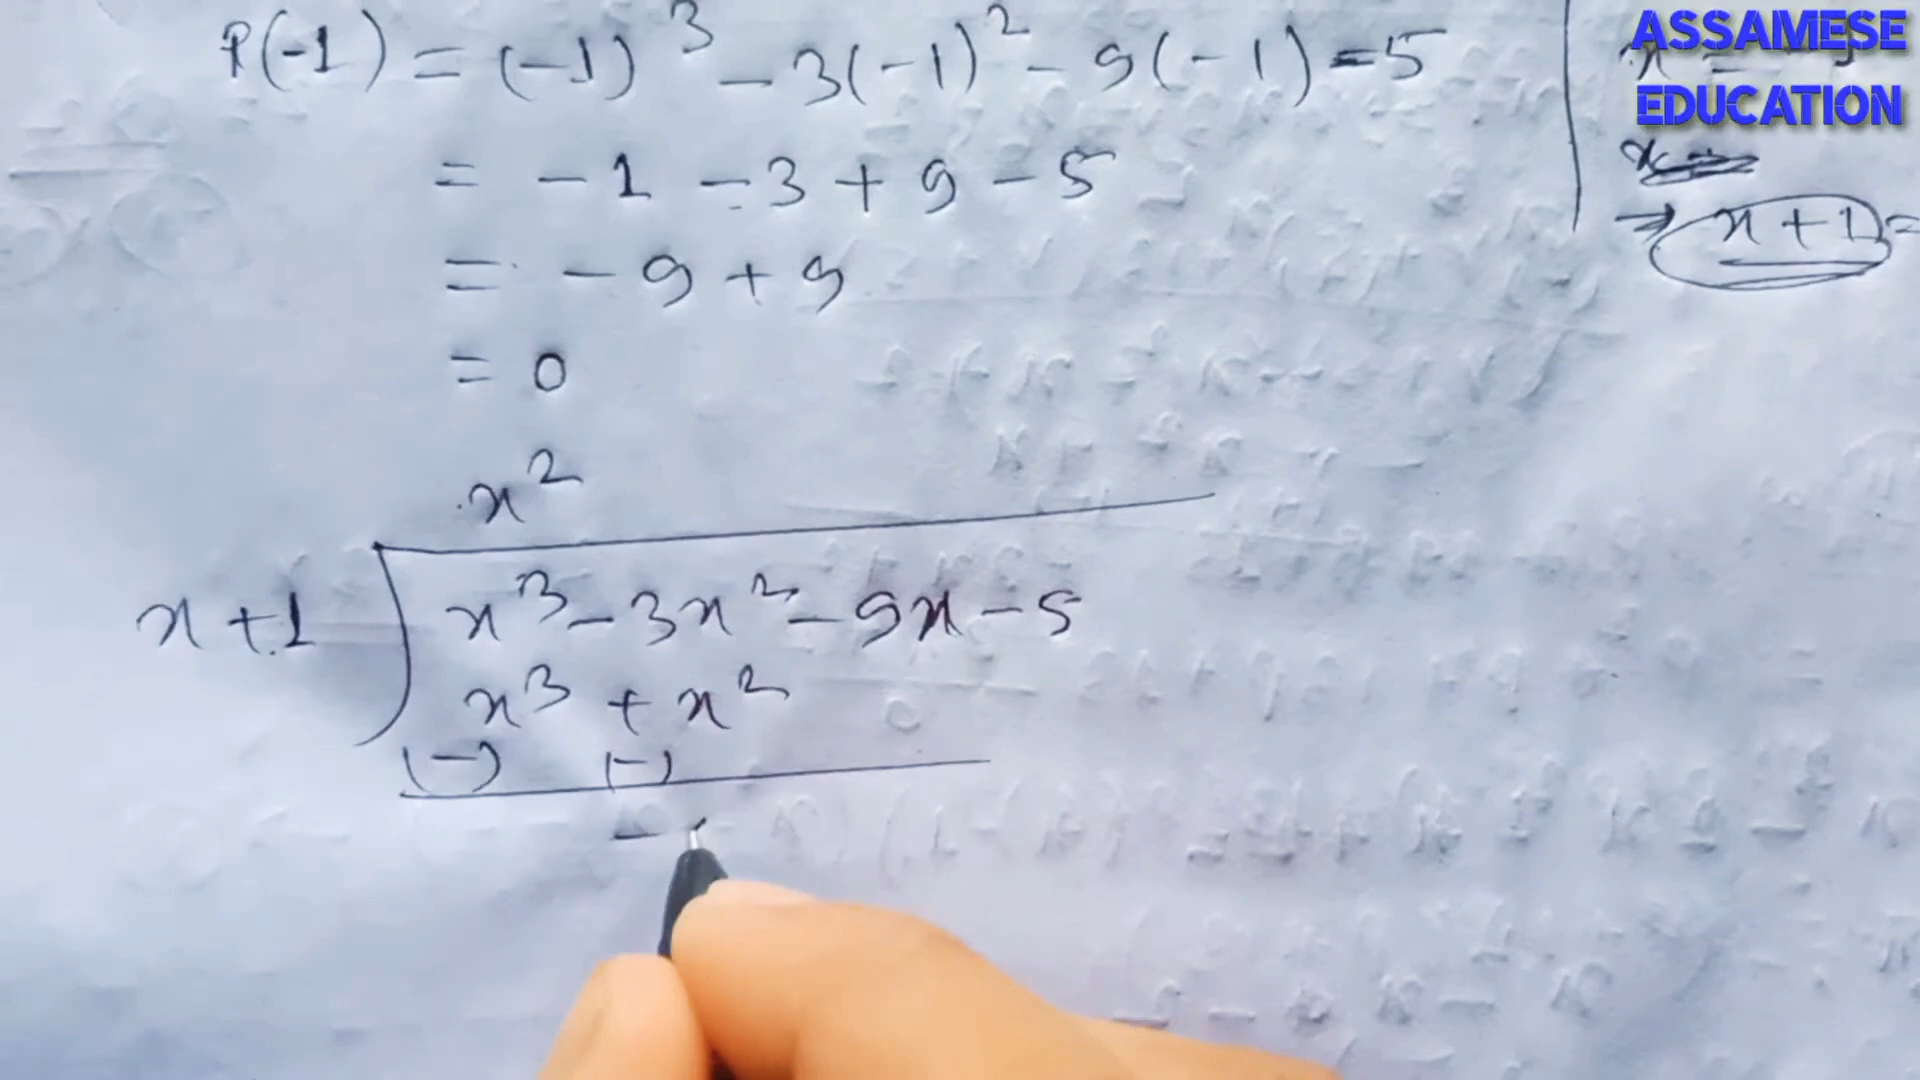 P(-1) = (-1)³ - 3(-1)² - 9(-1) - 5
= -1 - 3 + 9 - 5
= -9 + 9
= 0
x²
x+1 ) x³ - 3x² - 9x - 5
x³ + x²
(-) (-)
-
ASSAMESE
EDUCATION
→ x+1 =